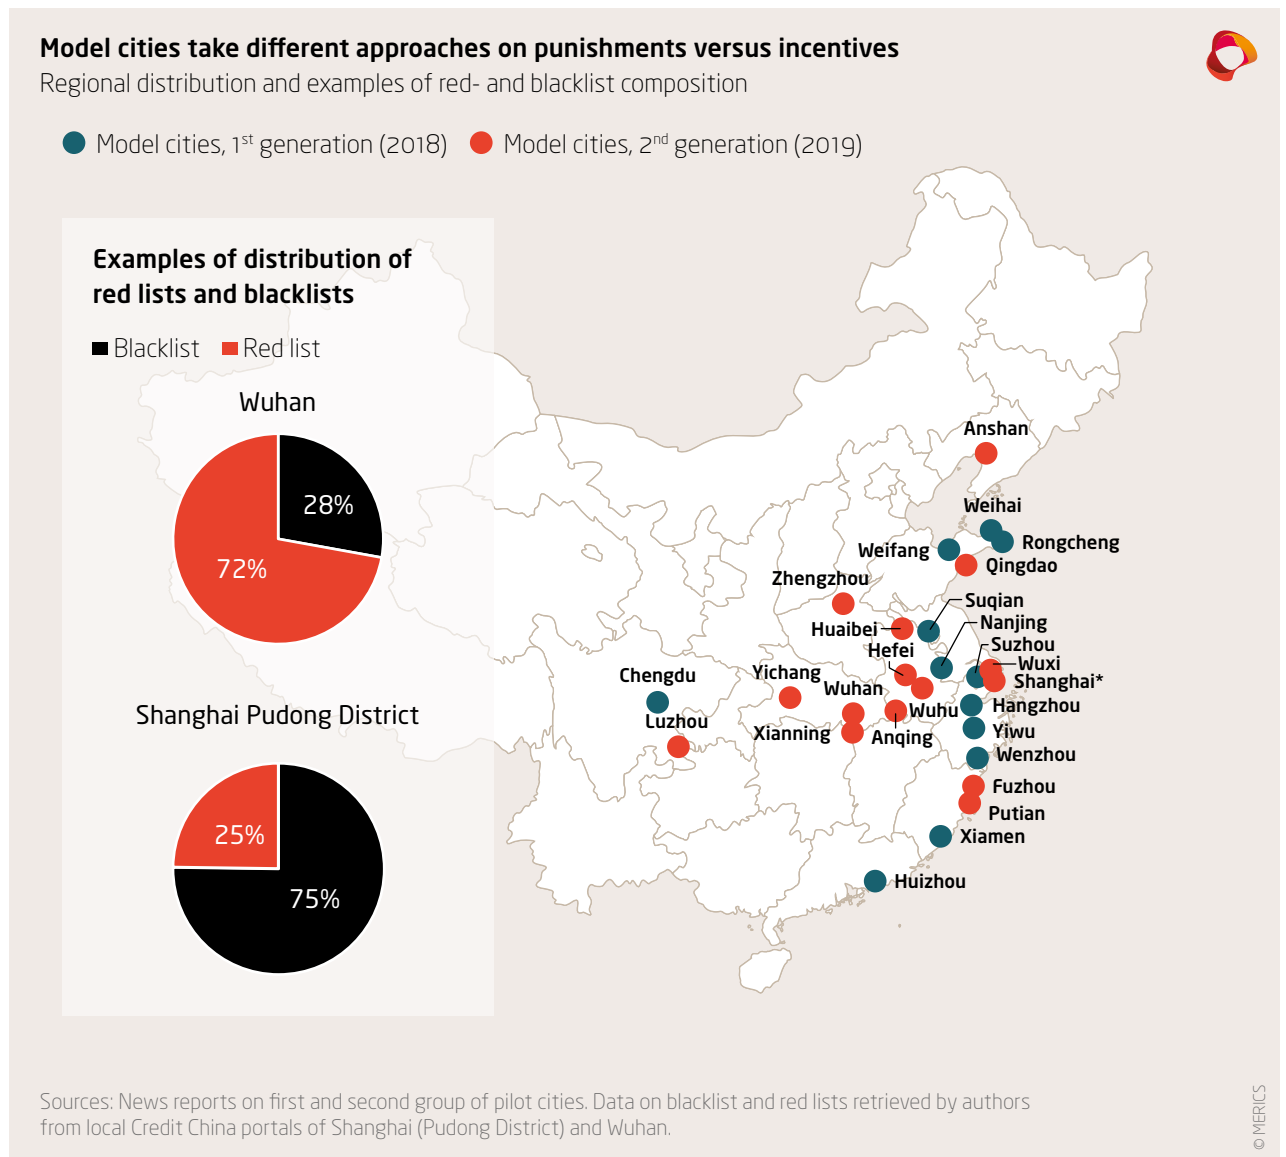 Model cities take different approaches on punishments versus incentives
Regional distribution and examples of red- and blacklist composition
Model cities, 1st generation (2018)
Model cities, 2nd generation (2019)
Examples of distribution of
red lists and blacklists
Blacklist
Red list
Wuhan
28%
72%
Shanghai Pudong District
25%
75%
Anshan
Weihai
Rongcheng
Weifang
Qingdao
Zhengzhou
Suqian
Nanjing
Huaibei
Suzhou
Hefei
Wuxi
Shanghai*
Chengdu
Yichang
Wuhan
Hangzhou
Wuhu
Luzhou
Xianning
Anqing
Yiwu
Wenzhou
Fuzhou
Putian
Xiamen
Huizhou
Sources: News reports on first and second group of pilot cities. Data on blacklist and red lists retrieved by authors
from local Credit China portals of Shanghai (Pudong District) and Wuhan.
© MERICS